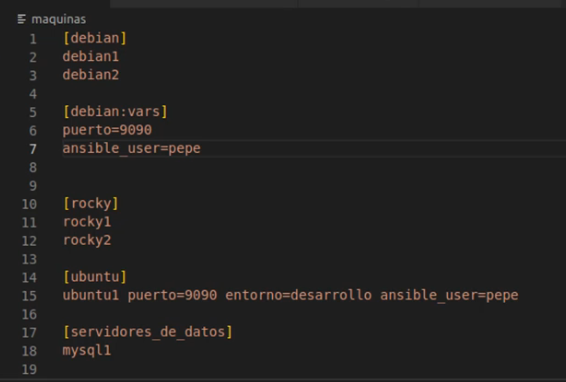 maquinas
1 [debian]
2 debian1
3 debian2
4
5 [debian:vars]
6 puerto=9090
7 ansible_user=pepe
8
9
10 [rocky]
11 rocky1
12 rocky2
13
14 [ubuntu]
15 ubuntu1 puerto=9090 entorno=desarrollo ansible_user=pepe
16
17 [servidores_de_datos]
18 mysql1
19